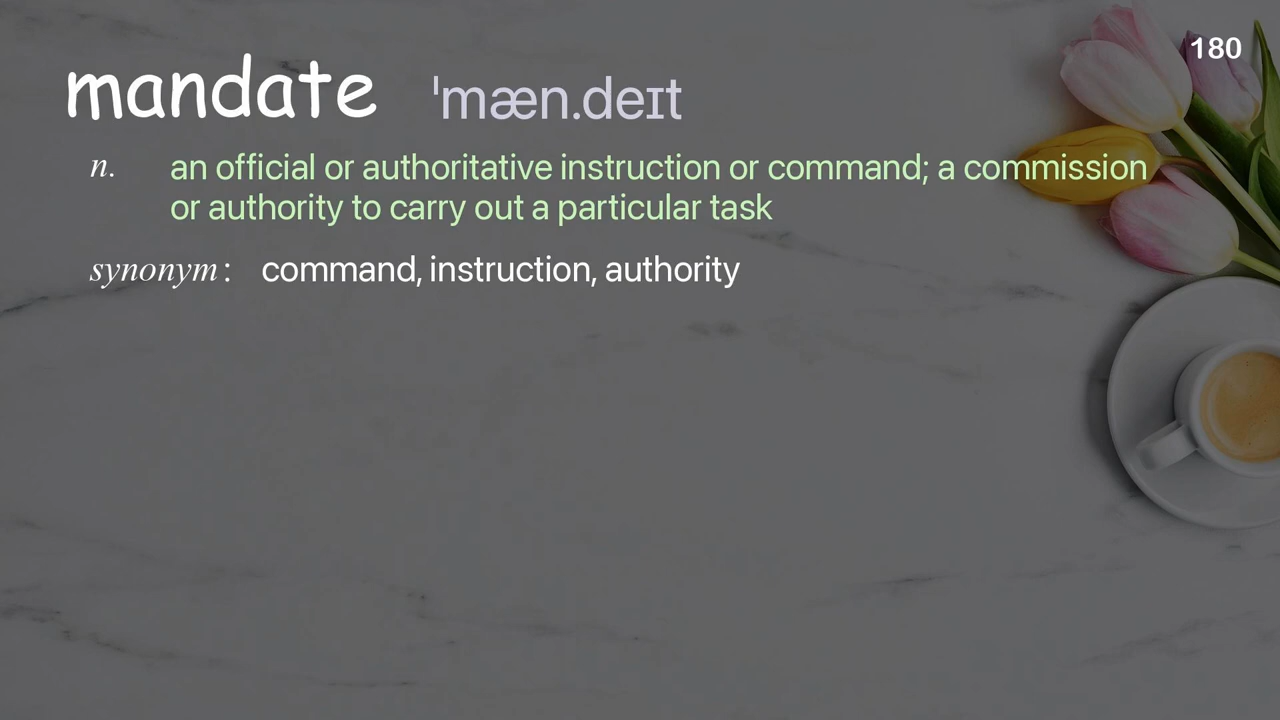 180
mandate ˈmæn.deɪt
n. an official or authoritative instruction or command; a commission
or authority to carry out a particular task
synonym: command, instruction, authority